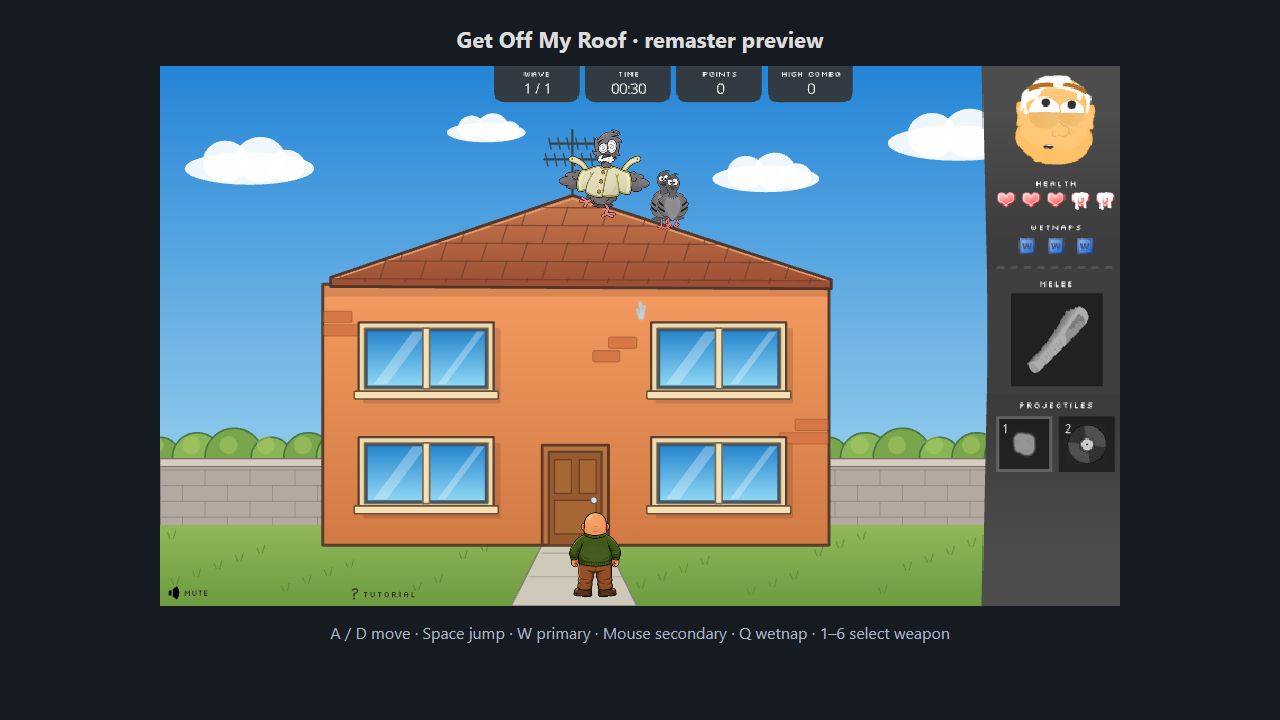 Get Off My Roof · remaster preview
WAVE
1 / 1
TIME
00:30
POINTS
0
HIGH COMBO
0
HEALTH
WETNAPS
W W W
MELEE
PROJECTILES
1 2
MUTE
? TUTORIAL
A / D move · Space jump · W primary · Mouse secondary · Q wetnap · 1–6 select weapon